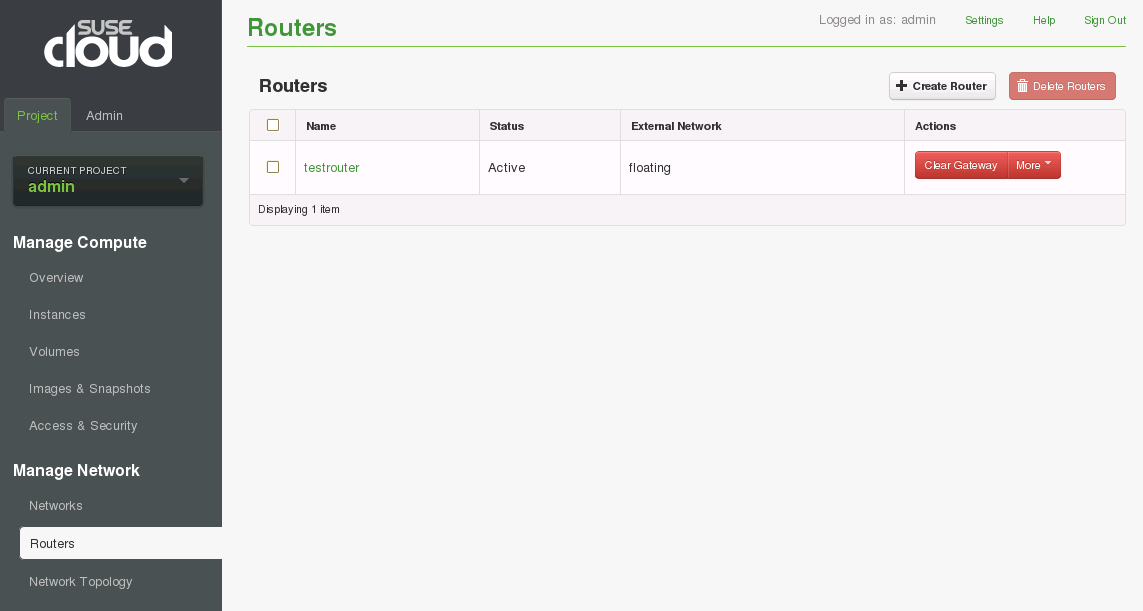 SUSE
cloud
Project Admin
CURRENT PROJECT
admin
Manage Compute
Overview
Instances
Volumes
Images & Snapshots
Access & Security
Manage Network
Networks
Routers
Network Topology
Routers
Logged in as: admin Settings Help Sign Out
Routers
Create Router Delete Routers
Name Status External Network Actions
testrouter Active floating Clear Gateway More
Displaying 1 item